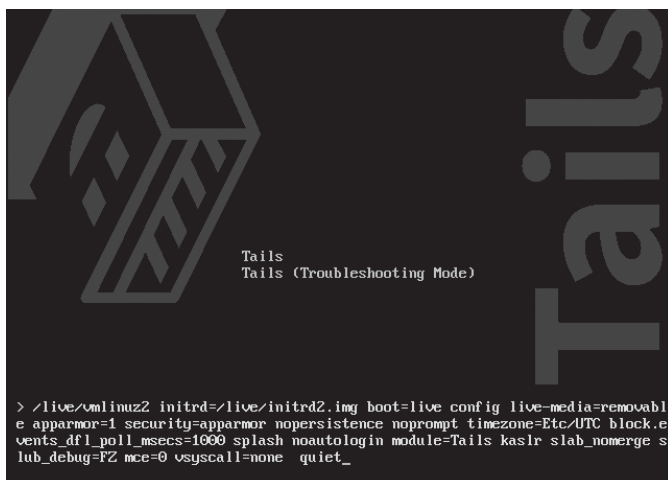 Tails
Tails
Tails (Troubleshooting Mode)
> /live/vmlinuz2 initrd=/live/initrd2.img boot=live config live-media=removabl
e apparmor=1 security=apparmor nopersistence noprompt timezone=Etc/UTC block.e
vents_dfl_poll_msecs=1000 splash noautologin module=Tails kaslr slab_nomerge s
lub_debug=FZ mce=0 vsyscall=none  quiet_